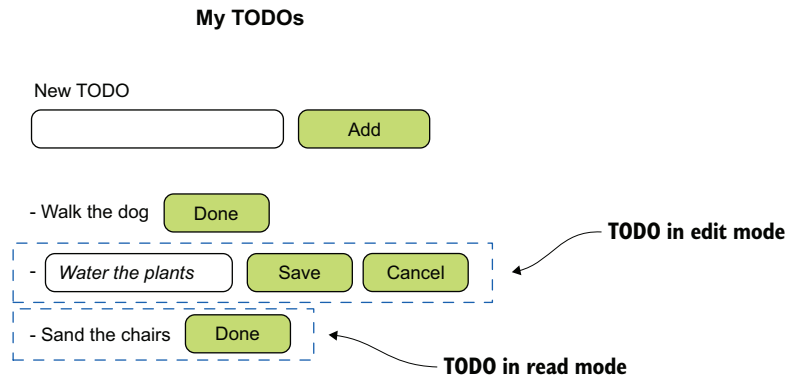 My TODOs
New TODO
Add
- Walk the dog Done
TODO in edit mode
- Water the plants Save Cancel
- Sand the chairs Done
TODO in read mode